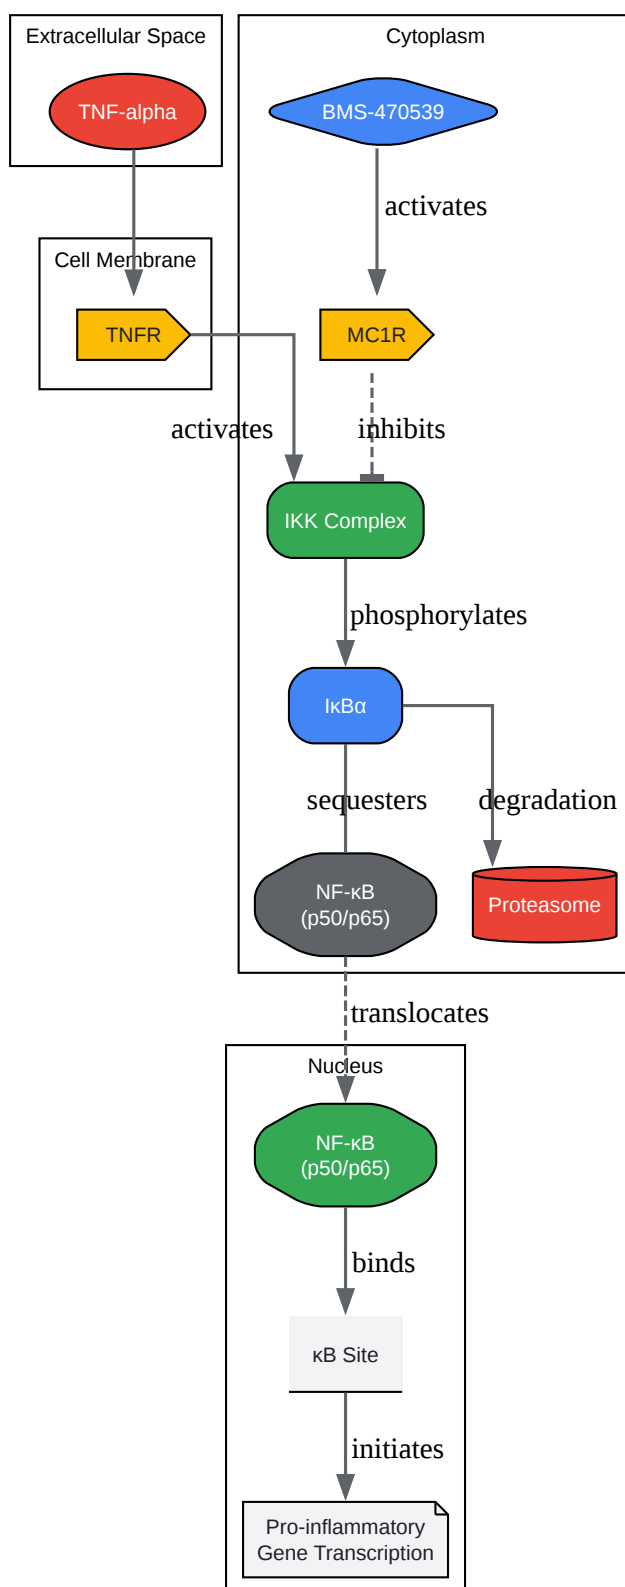 Extracellular Space
Cytoplasm
TNF-alpha
BMS-470539
activates
Cell Membrane
TNFR
MC1R
activates
inhibits
IKK Complex
phosphorylates
IκBα
sequesters
degradation
NF-κB
(p50/p65)
Proteasome
translocates
Nucleus
NF-κB
(p50/p65)
binds
κB Site
initiates
Pro-inflammatory
Gene Transcription